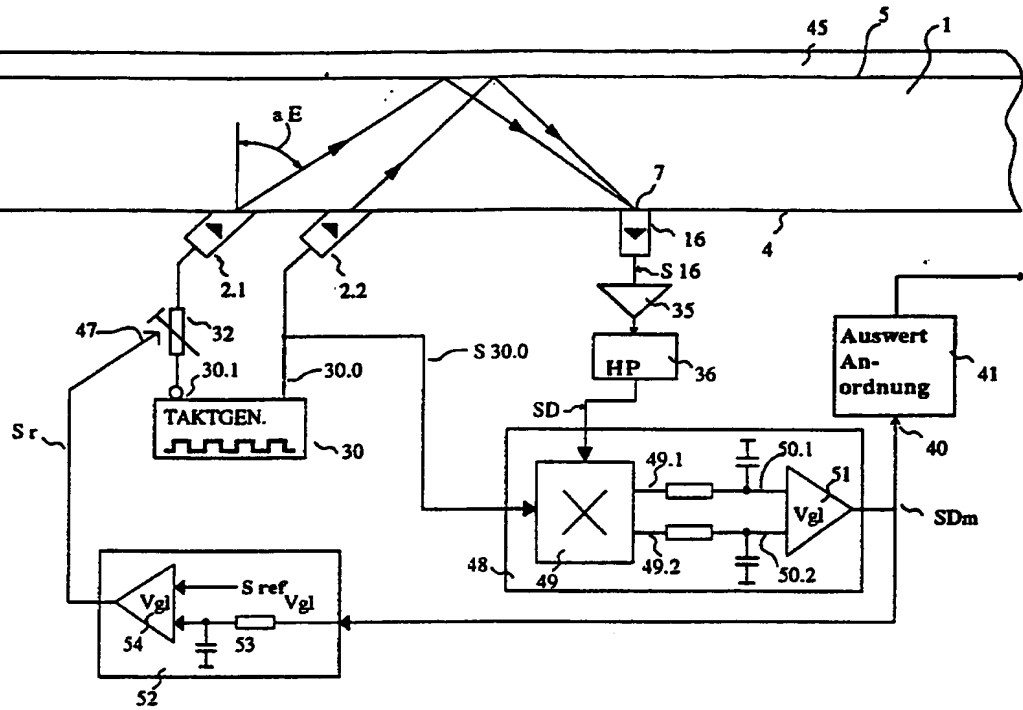 45
5
1
a E
7
16
4
2.1
2.2
S 16
35
47
32
S 30.0
Auswert
An-
ordnung
41
30.1
30.0
HP
36
TAKTGEN.
SD
S r
30
40
49.1
50.1
51
Vgl
SDm
48
49
49.2
50.2
S ref
Vgl
Vgl
54
53
52